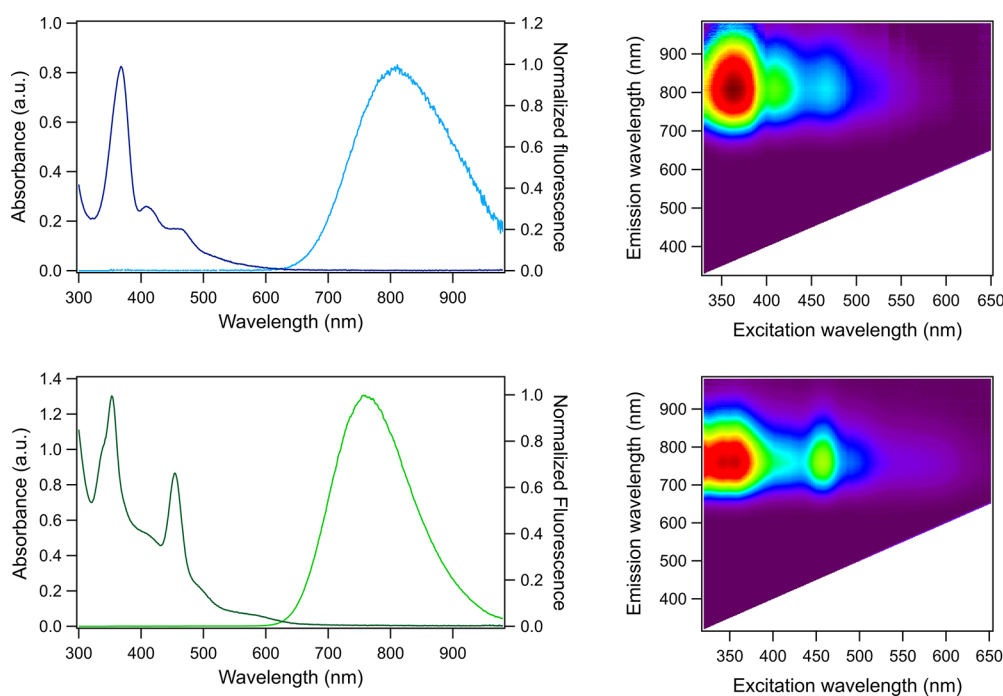 1.0
0.8
0.6
0.4
0.2
0.0
Absorbance (a.u.)
300 400 500 600 700 800 900
Wavelength (nm)
1.2
1.0
0.8
0.6
0.4
0.2
0.0
Normalized fluorescence
900
800
700
600
500
400
Emission wavelength (nm)
350 400 450 500 550 600 650
Excitation wavelength (nm)
1.4
1.2
1.0
0.8
0.6
0.4
0.2
0.0
Absorbance (a.u.)
300 400 500 600 700 800 900
Wavelength (nm)
1.0
0.8
0.6
0.4
0.2
0.0
Normalized Fluorescence
900
800
700
600
500
400
Emission wavelength (nm)
350 400 450 500 550 600 650
Excitation wavelength (nm)